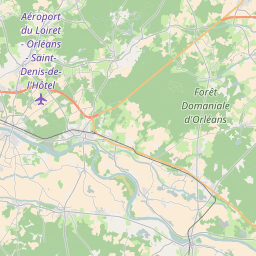 Aéroport
du Loiret
- Orléans
- Saint-
Denis-de-
l'Hôtel
Forêt
Domaniale
d'Orléans